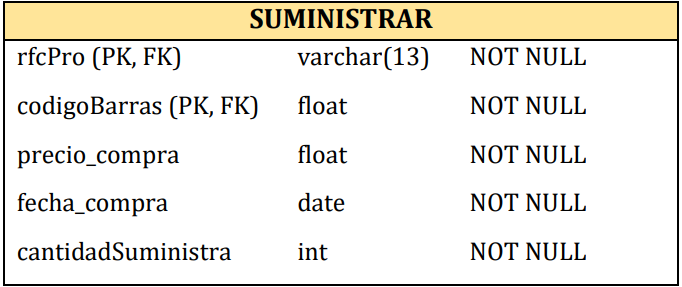 SUMINISTRAR
rfcPro (PK, FK) varchar(13) NOT NULL
codigoBarras (PK, FK) float NOT NULL
precio_compra float NOT NULL
fecha_compra date NOT NULL
cantidadSuministra int NOT NULL